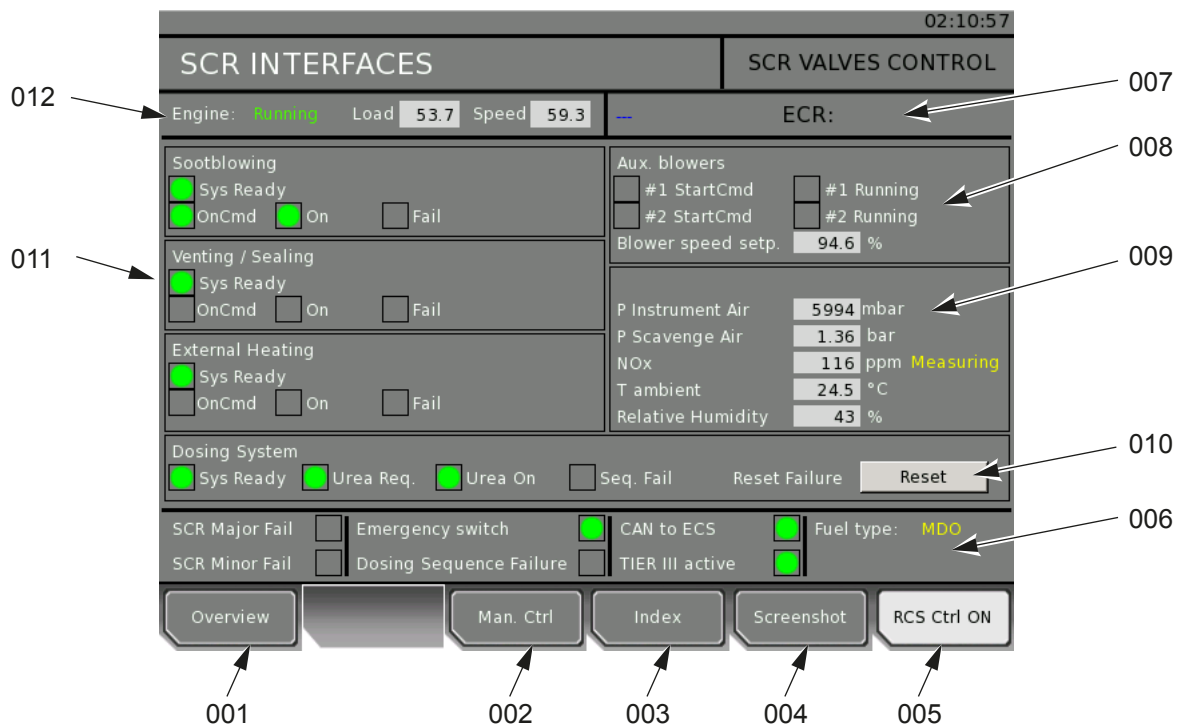 02:10:57
SCR INTERFACES
SCR VALVES CONTROL
007
012
Engine: Running Load 53.7 Speed 59.3
--- ECR:
008
Sootblowing
Sys Ready
OnCmd On Fail
Aux. blowers
#1 StartCmd #1 Running
#2 StartCmd #2 Running
Blower speed setp. 94.6 %
011
Venting / Sealing
Sys Ready
OnCmd On Fail
009
P Instrument Air 5994 mbar
P Scavenge Air 1.36 bar
NOx 116 ppm Measuring
T ambient 24.5 °C
Relative Humidity 43 %
External Heating
Sys Ready
OnCmd On Fail
010
Dosing System
Sys Ready Urea Req. Urea On Seq. Fail Reset Failure Reset
006
SCR Major Fail Emergency switch CAN to ECS Fuel type: MDO
SCR Minor Fail Dosing Sequence Failure TIER III active
Overview Man. Ctrl Index Screenshot RCS Ctrl ON
001 002 003 004 005